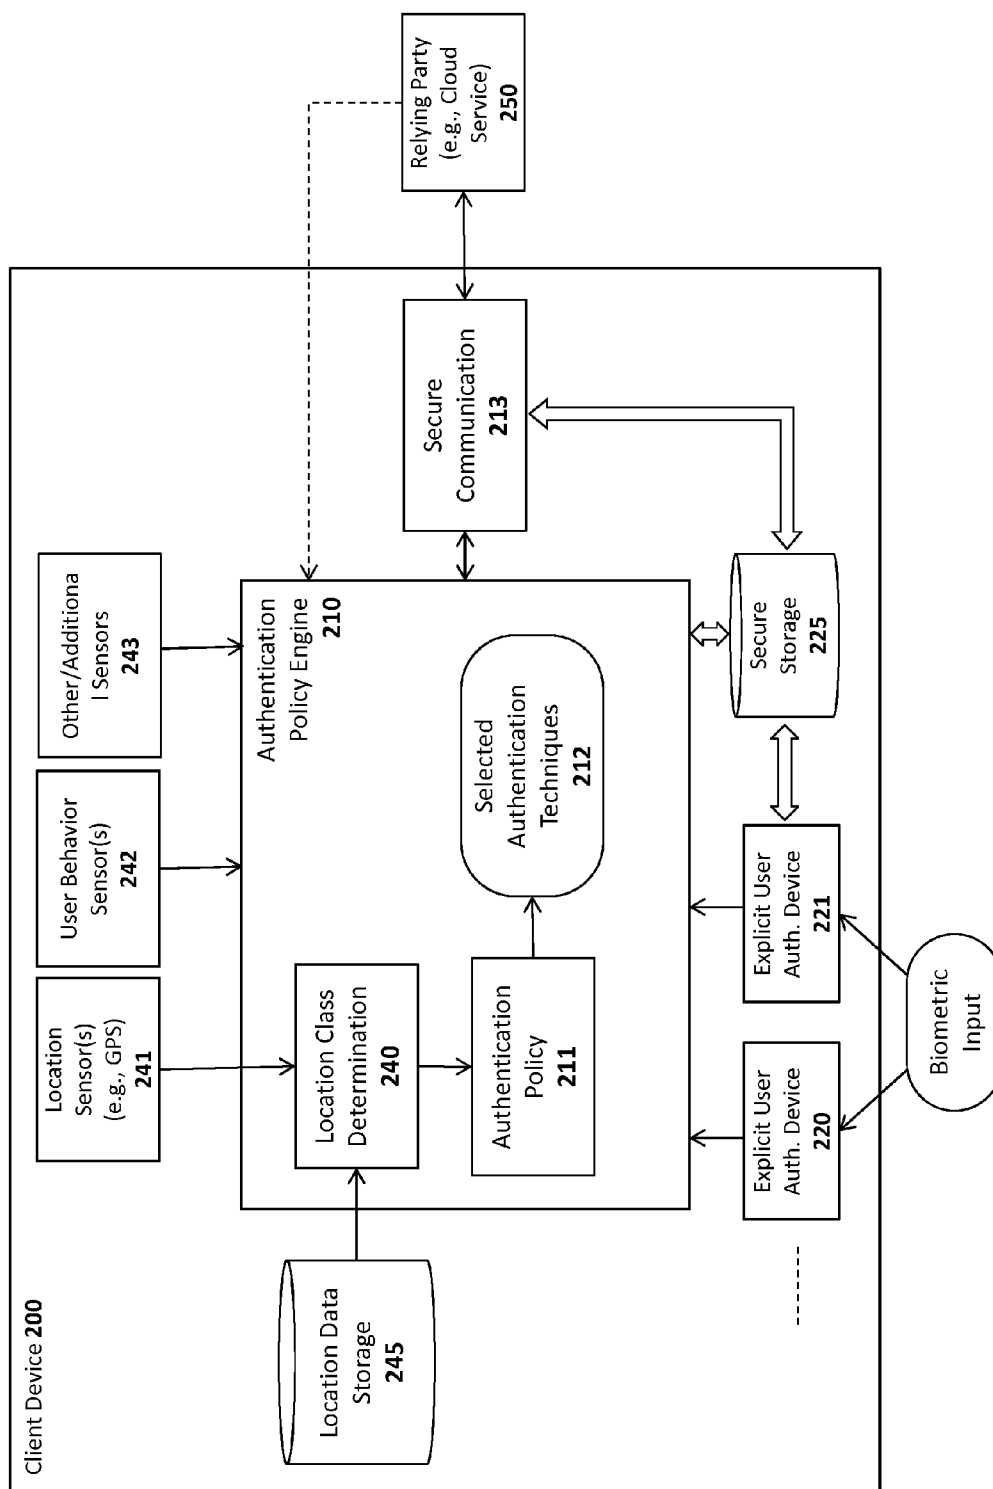 Client Device 200
Location
Sensor(s)
(e.g., GPS)
241
User Behavior
Sensor(s)
242
Other/Additiona
l Sensors
243
Location Data
Storage
245
Location Class
Determination
240
Authentication
Policy
211
Authentication
Policy Engine
210
Selected
Authentication
Techniques
212
Secure
Communication
213
Relying Party
(e.g., Cloud
Service)
250
Explicit User
Auth. Device
220
Explicit User
Auth. Device
221
Secure
Storage
225
Biometric
Input